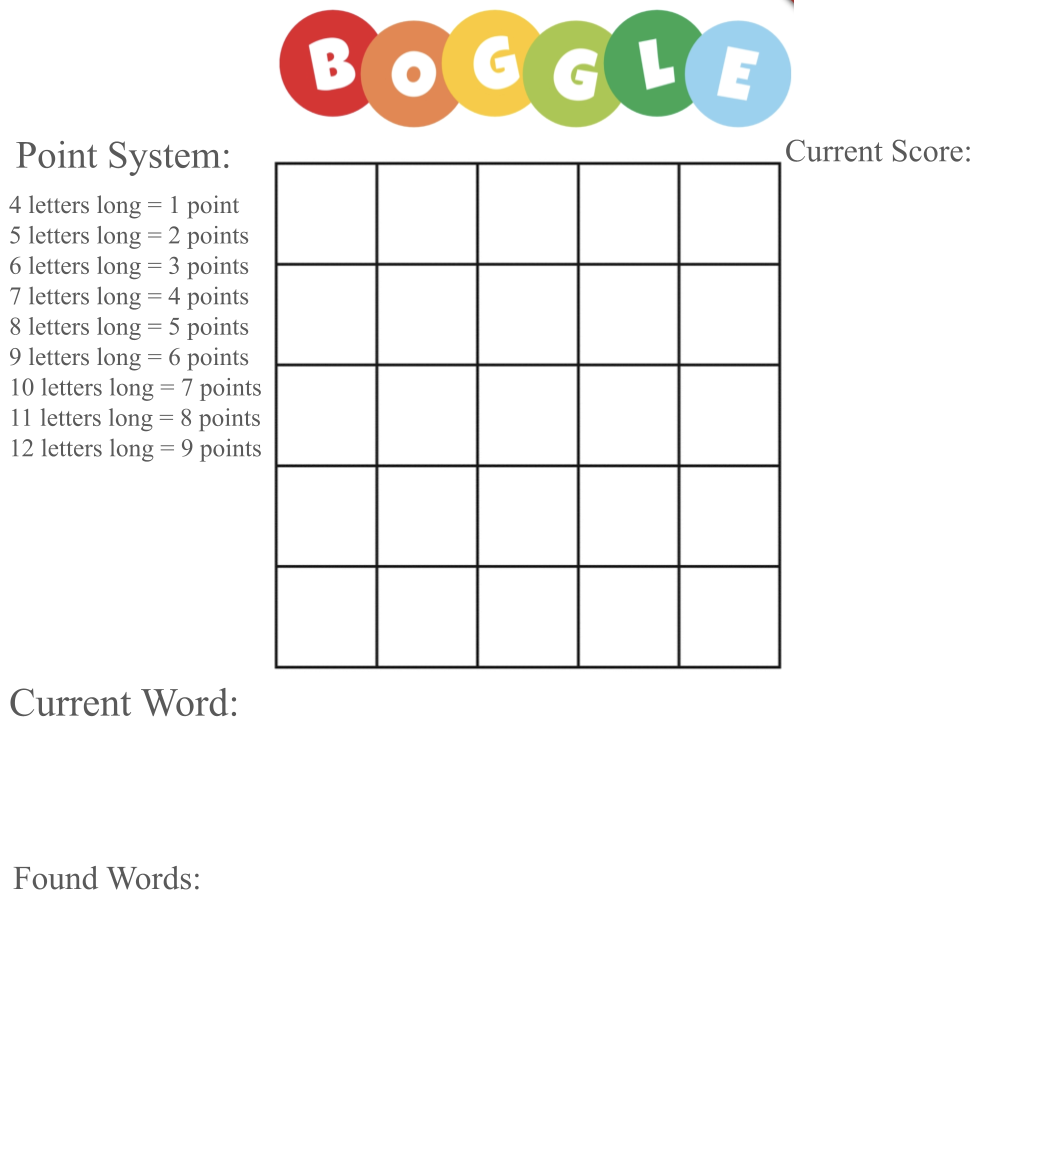 BOGGLE
Point System:
4 letters long = 1 point
5 letters long = 2 points
6 letters long = 3 points
7 letters long = 4 points
8 letters long = 5 points
9 letters long = 6 points
10 letters long = 7 points
11 letters long = 8 points
12 letters long = 9 points
Current Score:
Current Word:
Found Words: